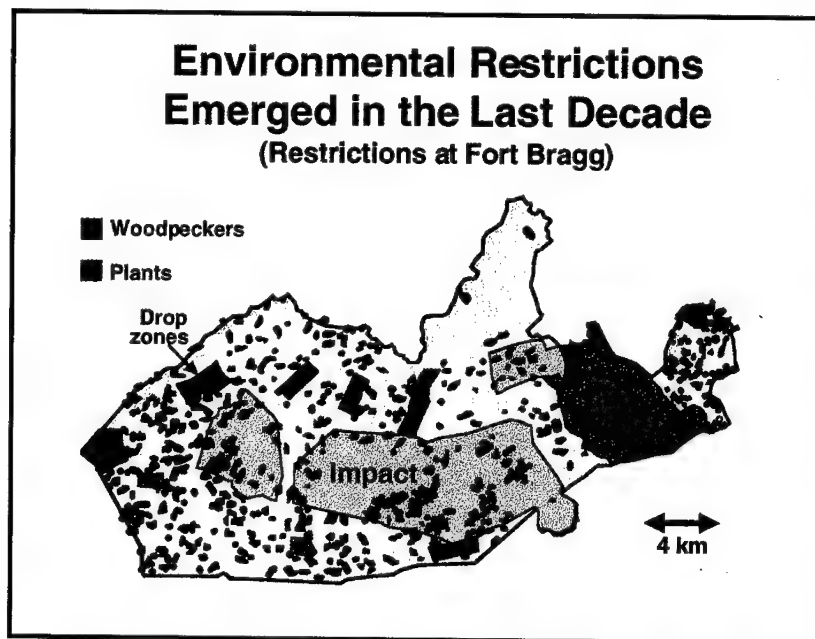 Environmental Restrictions
Emerged in the Last Decade
(Restrictions at Fort Bragg)
Woodpeckers
Plants
Drop
zones
Impact
4 km